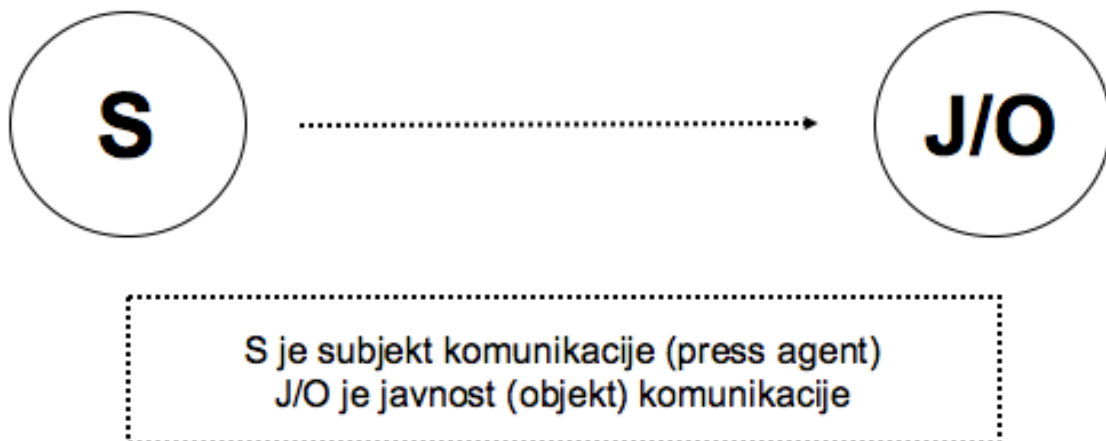 S
J/O
S je subjekt komunikacije (press agent)
J/O je javnost (objekt) komunikacije